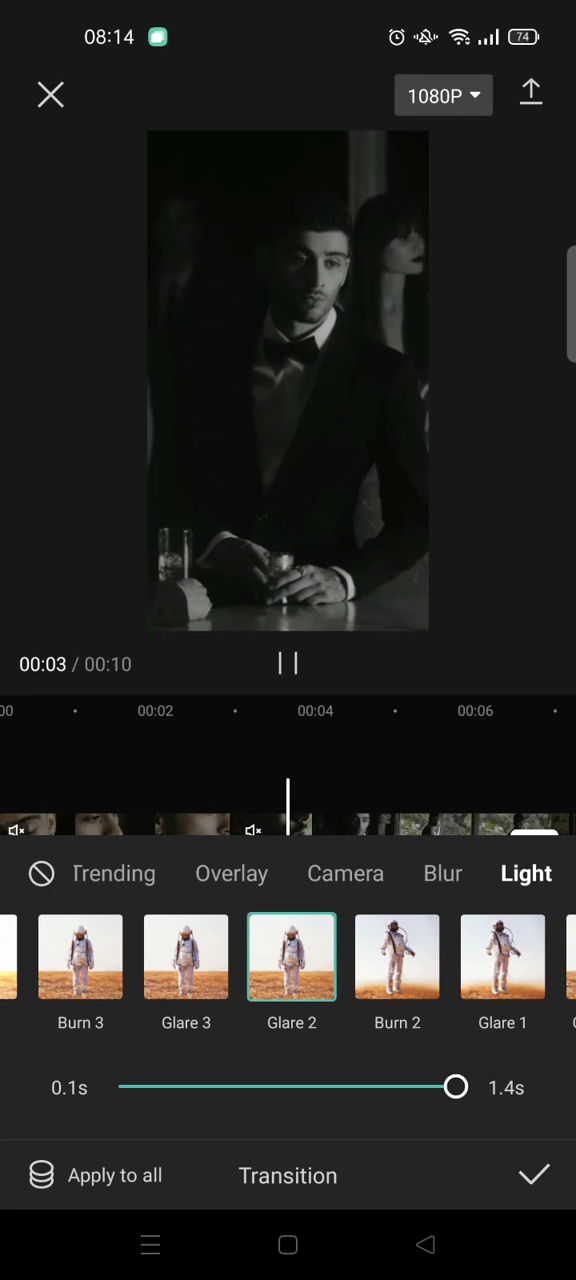 08:14
74
1080P
00:03 / 00:10
00 00:02 00:04 00:06
Trending Overlay Camera Blur Light
Burn 3 Glare 3 Glare 2 Burn 2 Glare 1
0.1s 1.4s
Apply to all Transition